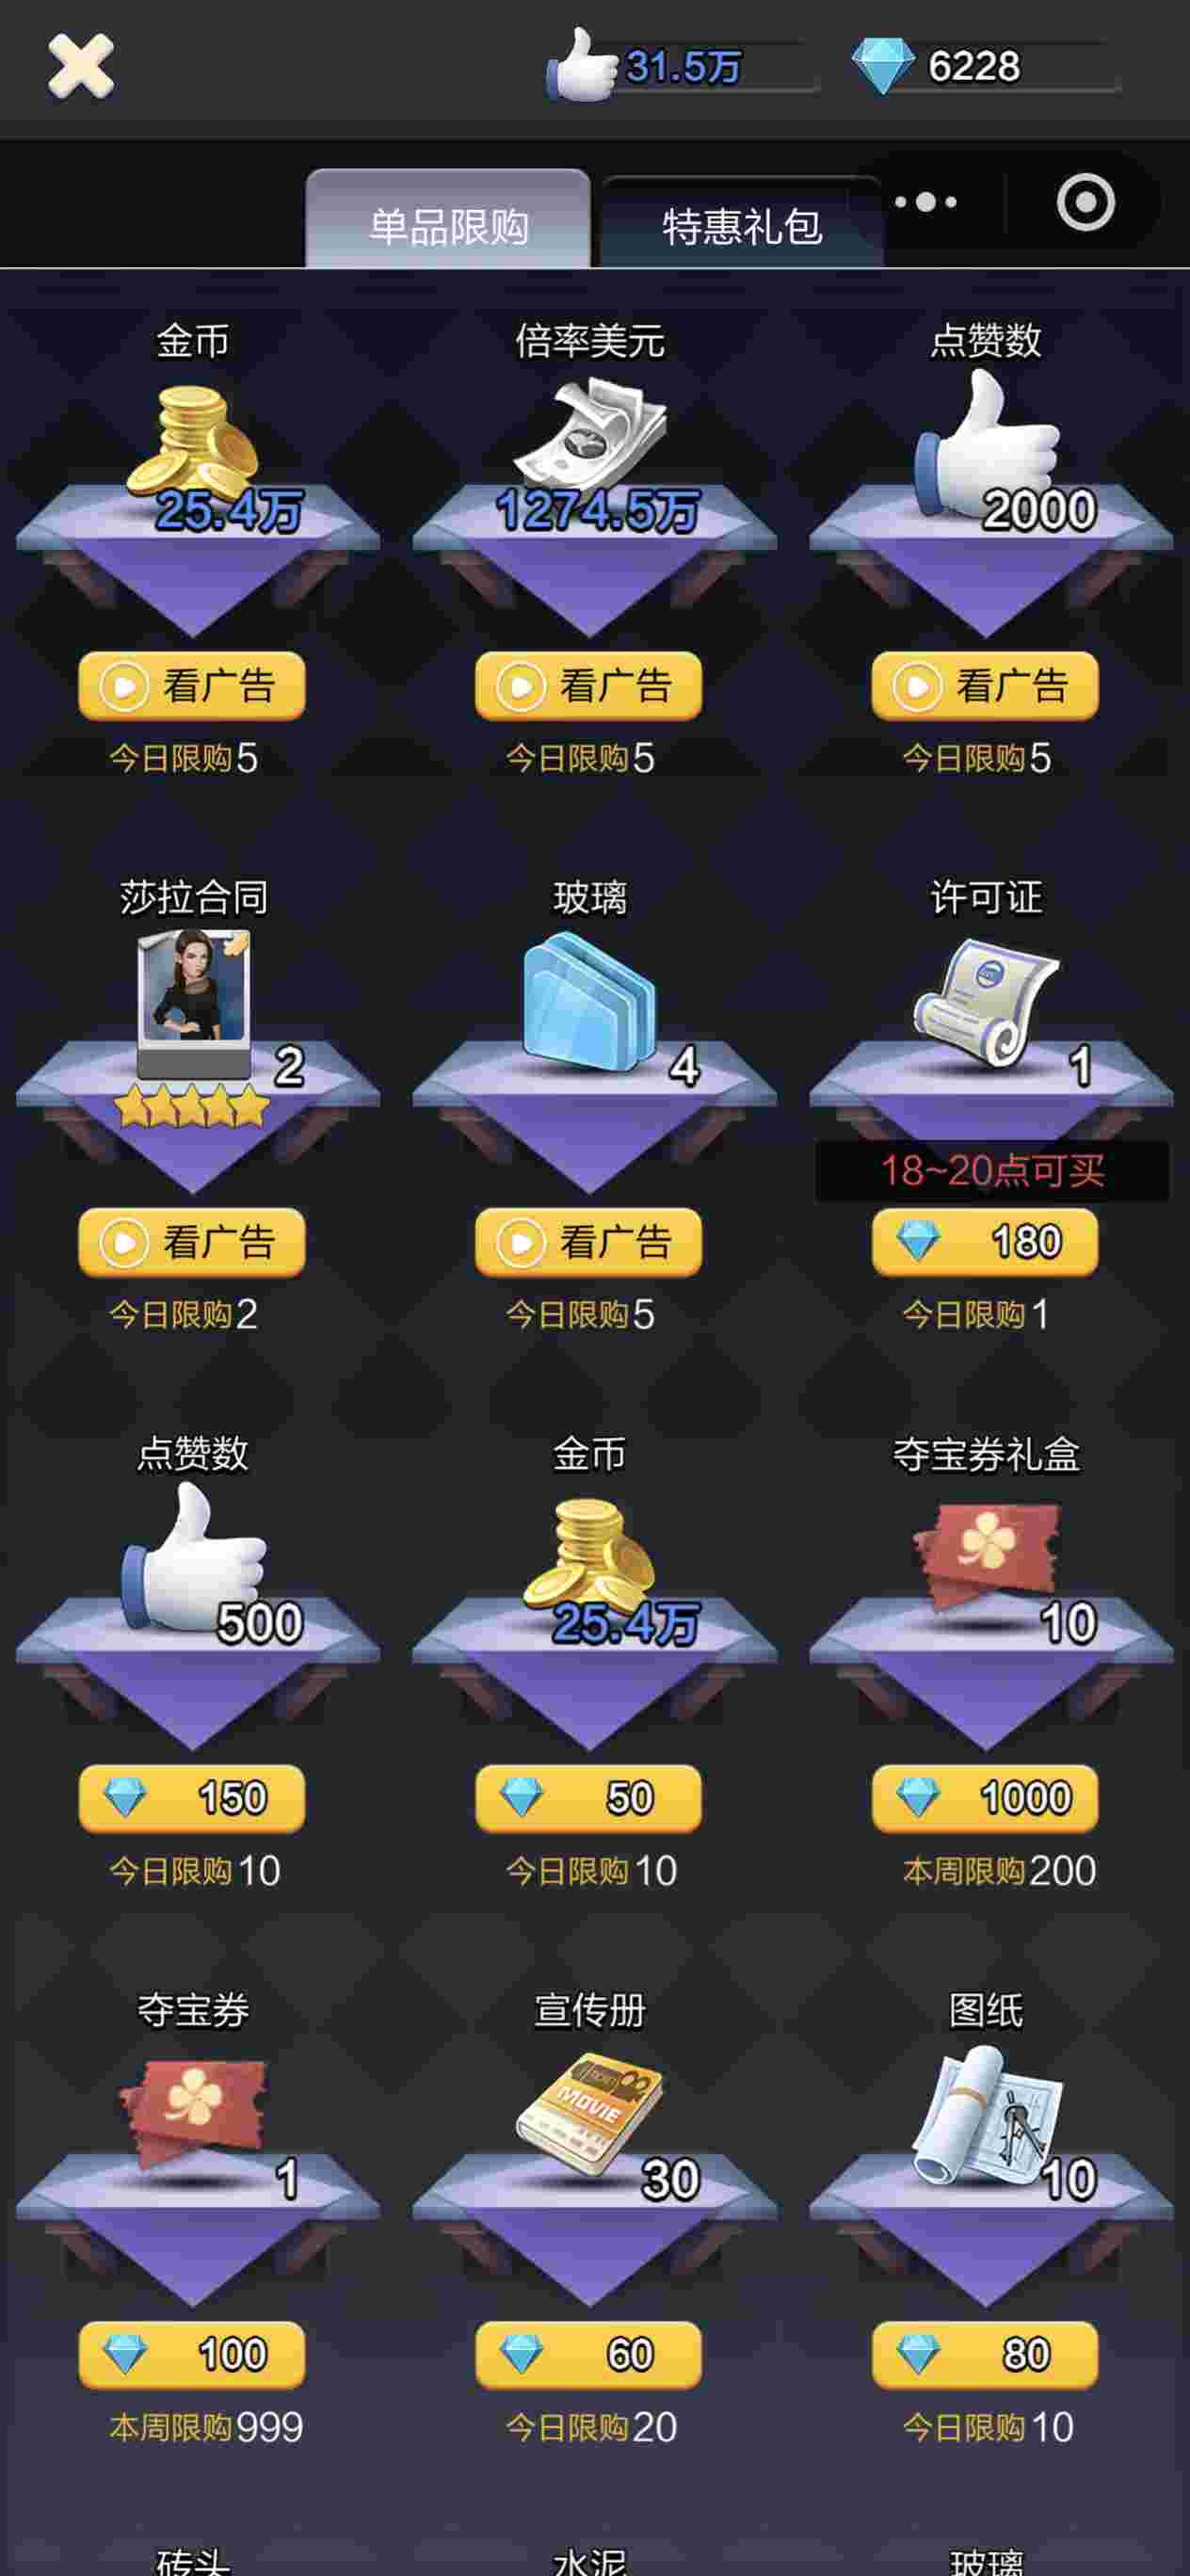 31.5万 6228
单品限购 特惠礼包
金币 倍率美元 点赞数
25.4万 1274.5万 2000
看广告 看广告 看广告
今日限购5 今日限购5 今日限购5
莎拉合同 玻璃 许可证
2 4 1
18~20点可买
看广告 看广告 180
今日限购2 今日限购5 今日限购1
点赞数 金币 夺宝券礼盒
500 25.4万 10
150 50 1000
今日限购10 今日限购10 本周限购200
夺宝券 宣传册 图纸
MOVIE
1 30 10
100 60 80
本周限购999 今日限购20 今日限购10
砖头 水泥 玻璃